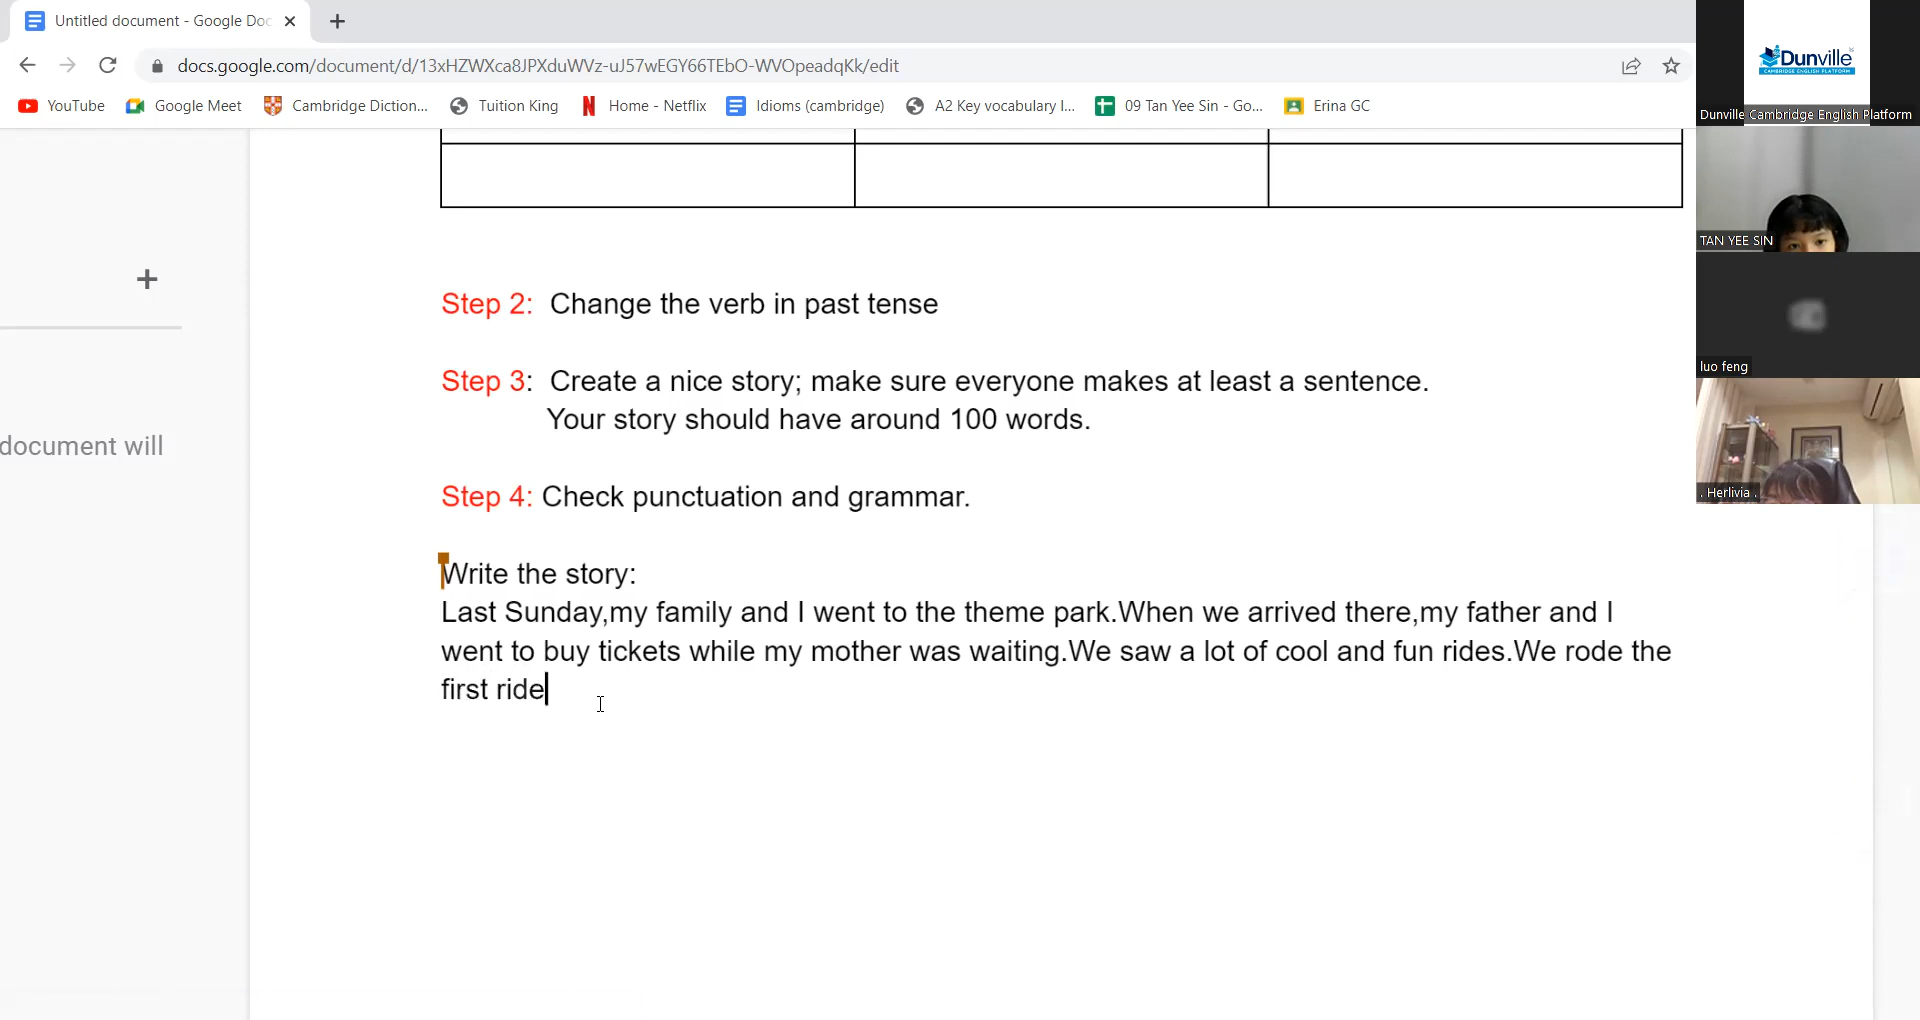 Untitled document - Google Doc
docs.google.com/document/d/13xHZWXca8JPXduWVz-uJ57wEGY66TEbO-WVOpeadqKk/edit
YouTube Google Meet Cambridge Diction... Tuition King Home - Netflix Idioms (cambridge) A2 Key vocabulary l... 09 Tan Yee Sin - Go... Erina GC
Dunville
CAMBRIDGE ENGLISH PLATFORM
Dunville Cambridge English Platform
TAN YEE SIN
luo feng
. Herlivia .
document will
Step 2: Change the verb in past tense
Step 3: Create a nice story; make sure everyone makes at least a sentence.
Your story should have around 100 words.
Step 4: Check punctuation and grammar.
Write the story:
Last Sunday,my family and I went to the theme park.When we arrived there,my father and I
went to buy tickets while my mother was waiting.We saw a lot of cool and fun rides.We rode the
first ride